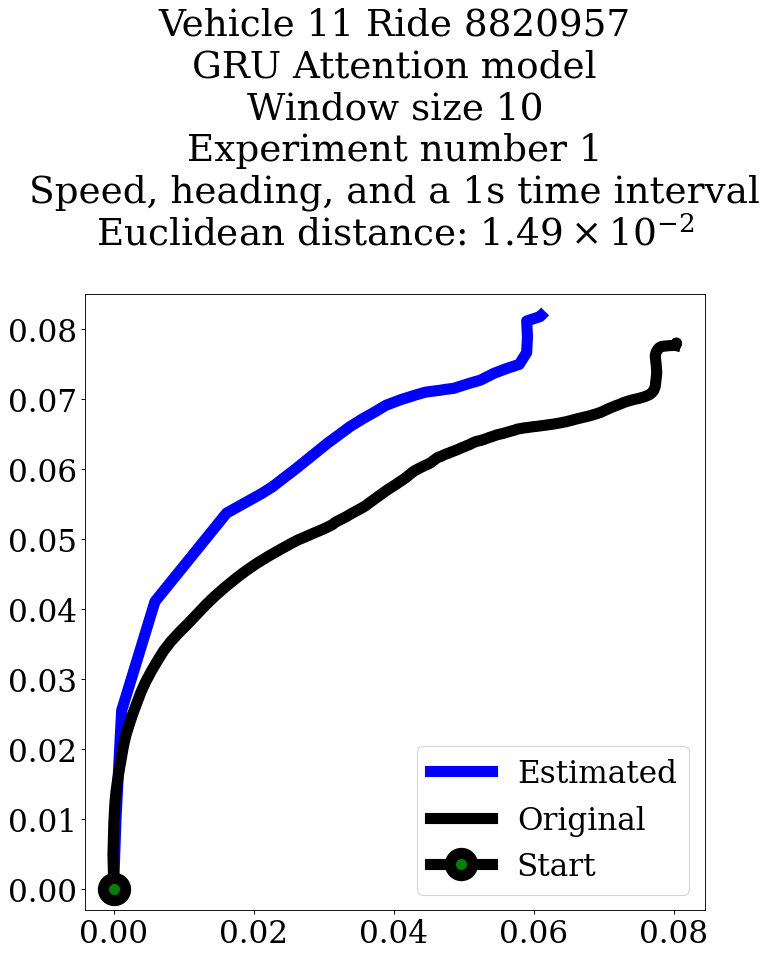 Vehicle 11 Ride 8820957
GRU Attention model
Window size 10
Experiment number 1
Speed, heading, and a 1s time interval
Euclidean distance: 1.49 × 10⁻²
0.08
0.07
0.06
0.05
0.04
0.03
0.02
0.01
0.00
Estimated
Original
Start
0.00 0.02 0.04 0.06 0.08